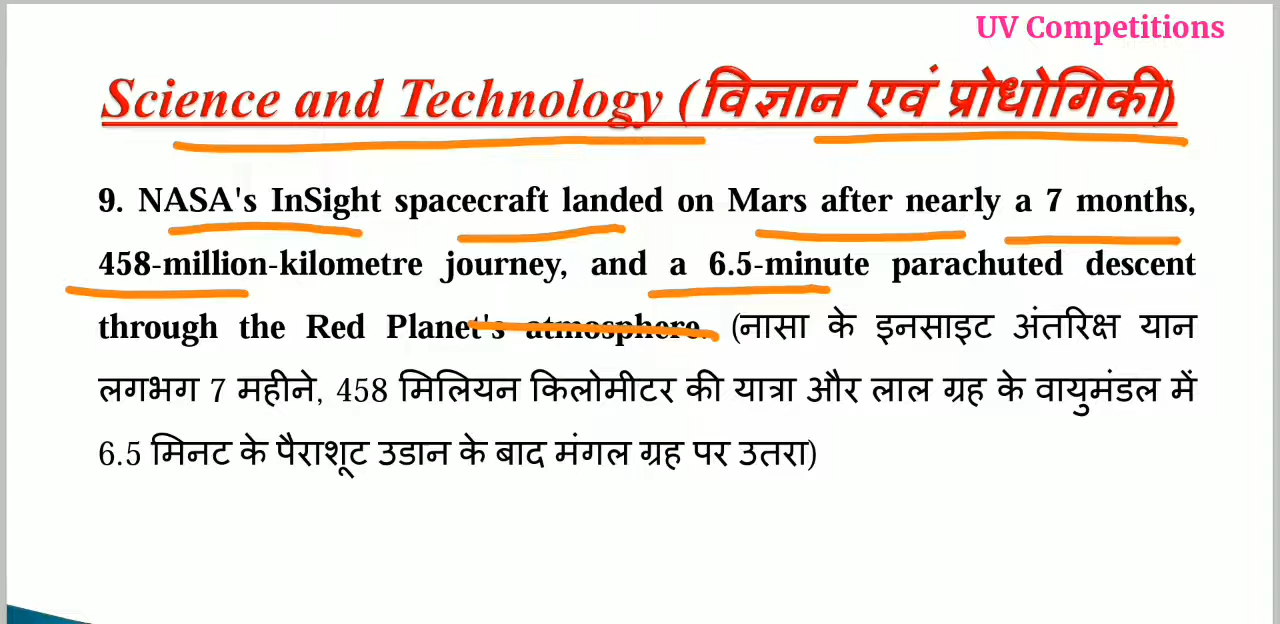 UV Competitions
Science and Technology (विज्ञान एवं प्रोधोगिकी)
9. NASA's InSight spacecraft landed on Mars after nearly a 7 months,
458-million-kilometre journey, and a 6.5-minute parachuted descent
through the Red Planet's atmosphere. (नासा के इनसाइट अंतरिक्ष यान
लगभग 7 महीने, 458 मिलियन किलोमीटर की यात्रा और लाल ग्रह के वायुमंडल में
6.5 मिनट के पैराशूट उडान के बाद मंगल ग्रह पर उतरा)